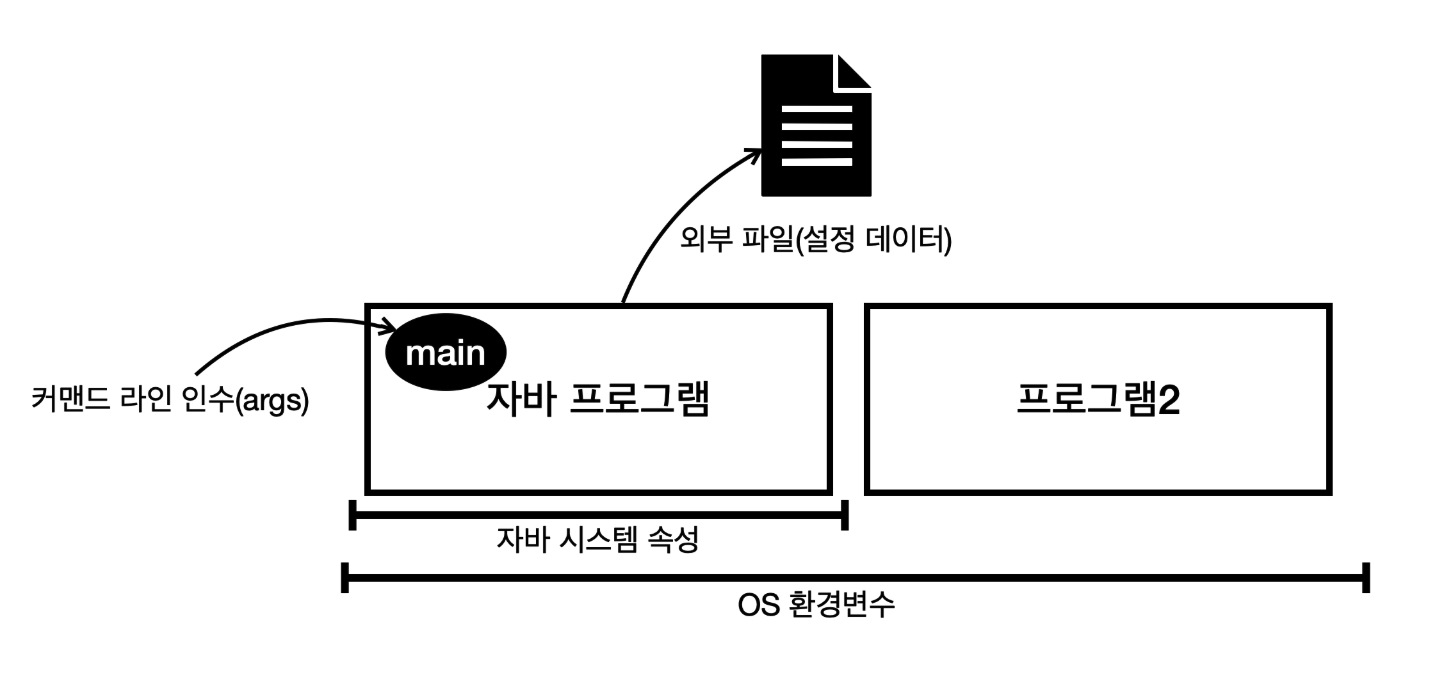 외부 파일(설정 데이터)
main
커맨드 라인 인수(args)
자바 프로그램
프로그램2
자바 시스템 속성
OS 환경변수